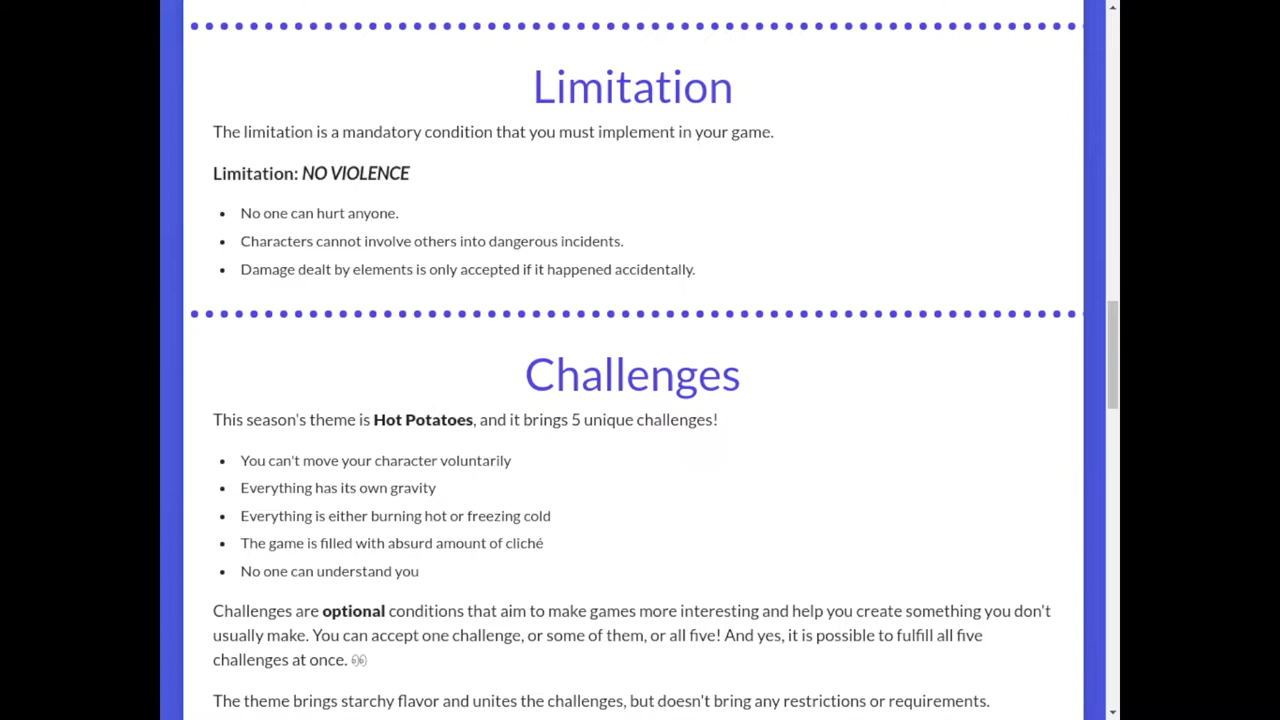 Limitation
The limitation is a mandatory condition that you must implement in your game.
Limitation: NO VIOLENCE
• No one can hurt anyone.
• Characters cannot involve others into dangerous incidents.
• Damage dealt by elements is only accepted if it happened accidentally.
Challenges
This season's theme is Hot Potatoes, and it brings 5 unique challenges!
• You can't move your character voluntarily
• Everything has its own gravity
• Everything is either burning hot or freezing cold
• The game is filled with absurd amount of cliché
• No one can understand you
Challenges are optional conditions that aim to make games more interesting and help you create something you don't
usually make. You can accept one challenge, or some of them, or all five! And yes, it is possible to fulfill all five
challenges at once. 👀
The theme brings starchy flavor and unites the challenges, but doesn't bring any restrictions or requirements.